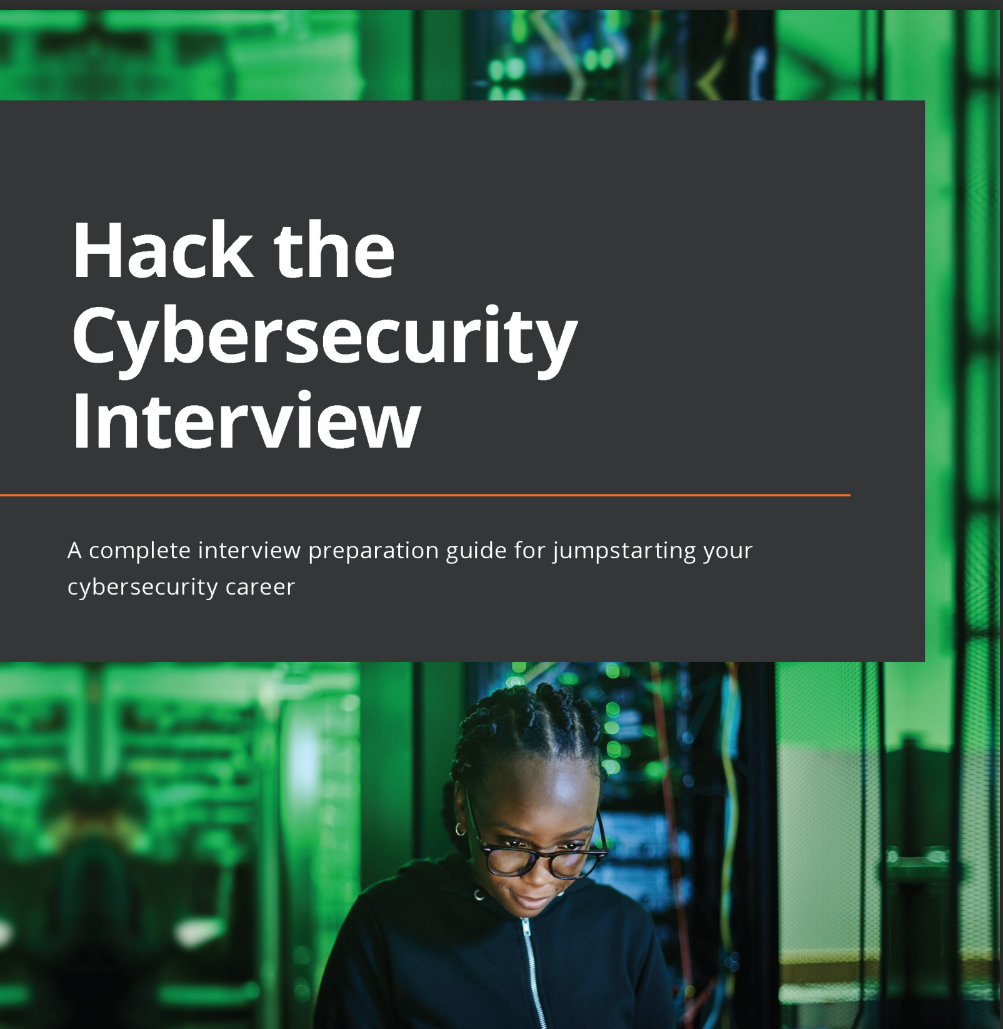 Hack the
Cybersecurity
Interview
A complete interview preparation guide for jumpstarting your
cybersecurity career